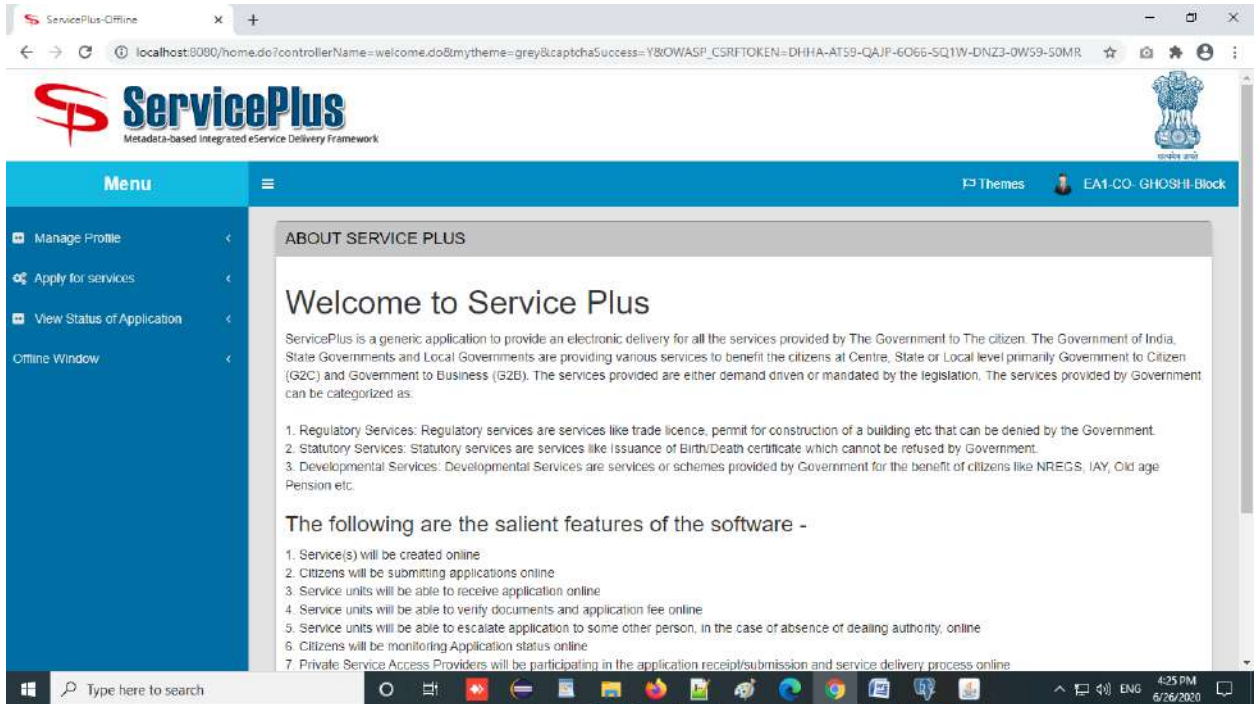 ServicePlus-Offline
localhost:8080/home.do?controllerName=welcome.do&mytheme=grey&captchaSuccess=Y&OWASP_CSRFTOKEN=DHHA-AT59-QAJP-6O66-SQ1W-DNZ3-0W59-S0MR
ServicePlus
Metadata-based Integrated eService Delivery Framework
सत्यमेव जयते
Menu
Themes
EA1-CO- GHOSHI-Block
Manage Profile
Apply for services
View Status of Application
Offline Window
ABOUT SERVICE PLUS
Welcome to Service Plus
ServicePlus is a generic application to provide an electronic delivery for all the services provided by The Government to The citizen. The Government of India,
State Governments and Local Governments are providing various services to benefit the citizens at Centre, State or Local level primarily Government to Citizen
(G2C) and Government to Business (G2B). The services provided are either demand driven or mandated by the legislation. The services provided by Government
can be categorized as:
1. Regulatory Services: Regulatory services are services like trade licence, permit for construction of a building etc that can be denied by the Government.
2. Statutory Services: Statutory services are services like Issuance of Birth/Death certificate which cannot be refused by Government.
3. Developmental Services: Developmental Services are services or schemes provided by Government for the benefit of citizens like NREGS, IAY, Old age
Pension etc.
The following are the salient features of the software -
1. Service(s) will be created online
2. Citizens will be submitting applications online
3. Service units will be able to receive application online
4. Service units will be able to verify documents and application fee online
5. Service units will be able to escalate application to some other person, in the case of absence of dealing authority, online
6. Citizens will be monitoring Application status online
7. Private Service Access Providers will be participating in the application receipt/submission and service delivery process online
Type here to search
ENG
4:25 PM
6/26/2020